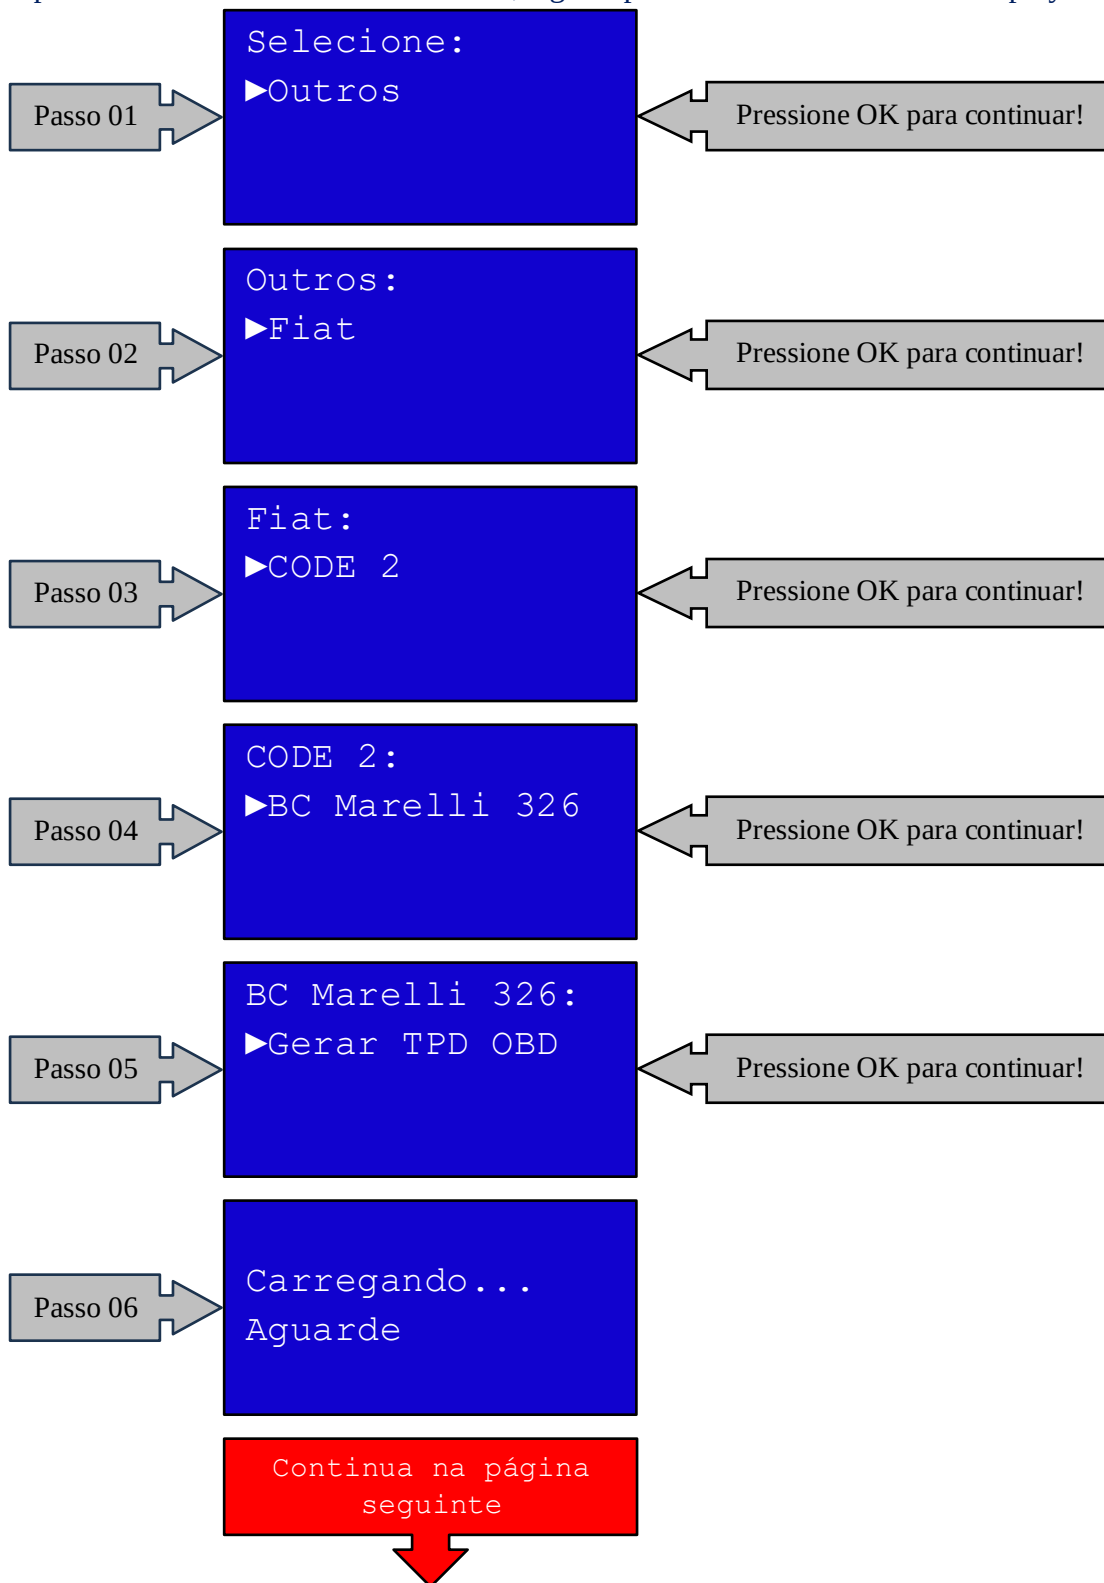 Selecione:
►Outros
Passo 01
Pressione OK para continuar!
Outros:
►Fiat
Passo 02
Pressione OK para continuar!
Fiat:
►CODE 2
Passo 03
Pressione OK para continuar!
CODE 2:
►BC Marelli 326
Passo 04
Pressione OK para continuar!
BC Marelli 326:
►Gerar TPD OBD
Passo 05
Pressione OK para continuar!
Carregando...
Aguarde
Passo 06
Continua na página
seguinte